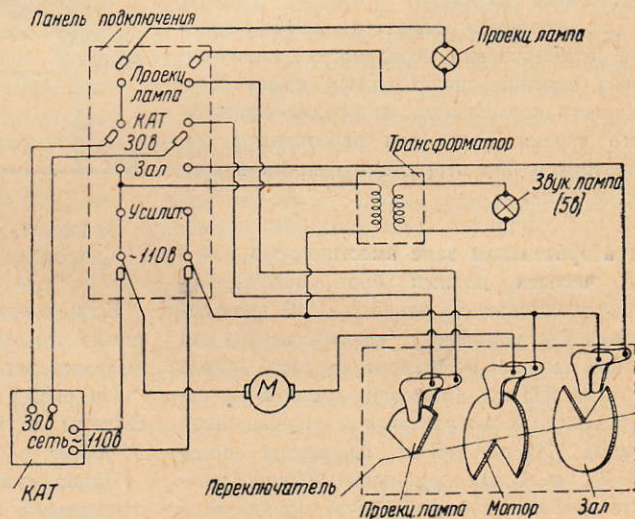 Панель подключения
Проекц. лампа
Проекц.
лампа
КАТ
30в
Трансформатор
Зал
Звук лампа
(5в)
Усилит.
~110в
М
30в
сеть ~110в
КАТ
Переключатель
Проекц. лампа
Мотор
Зал